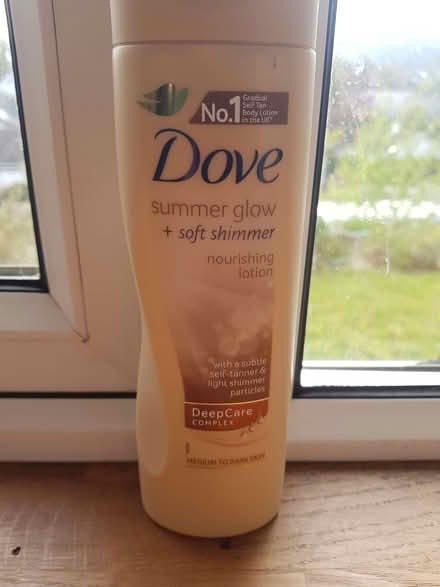 No.1
Gradual
Self Tan
Body Lotion
in the UK*
Dove
summer glow
+ soft shimmer
nourishing
lotion
with a subtle
self-tanner &
light shimmer
particles
DeepCare
COMPLEX
MEDIUM TO DARK SKIN